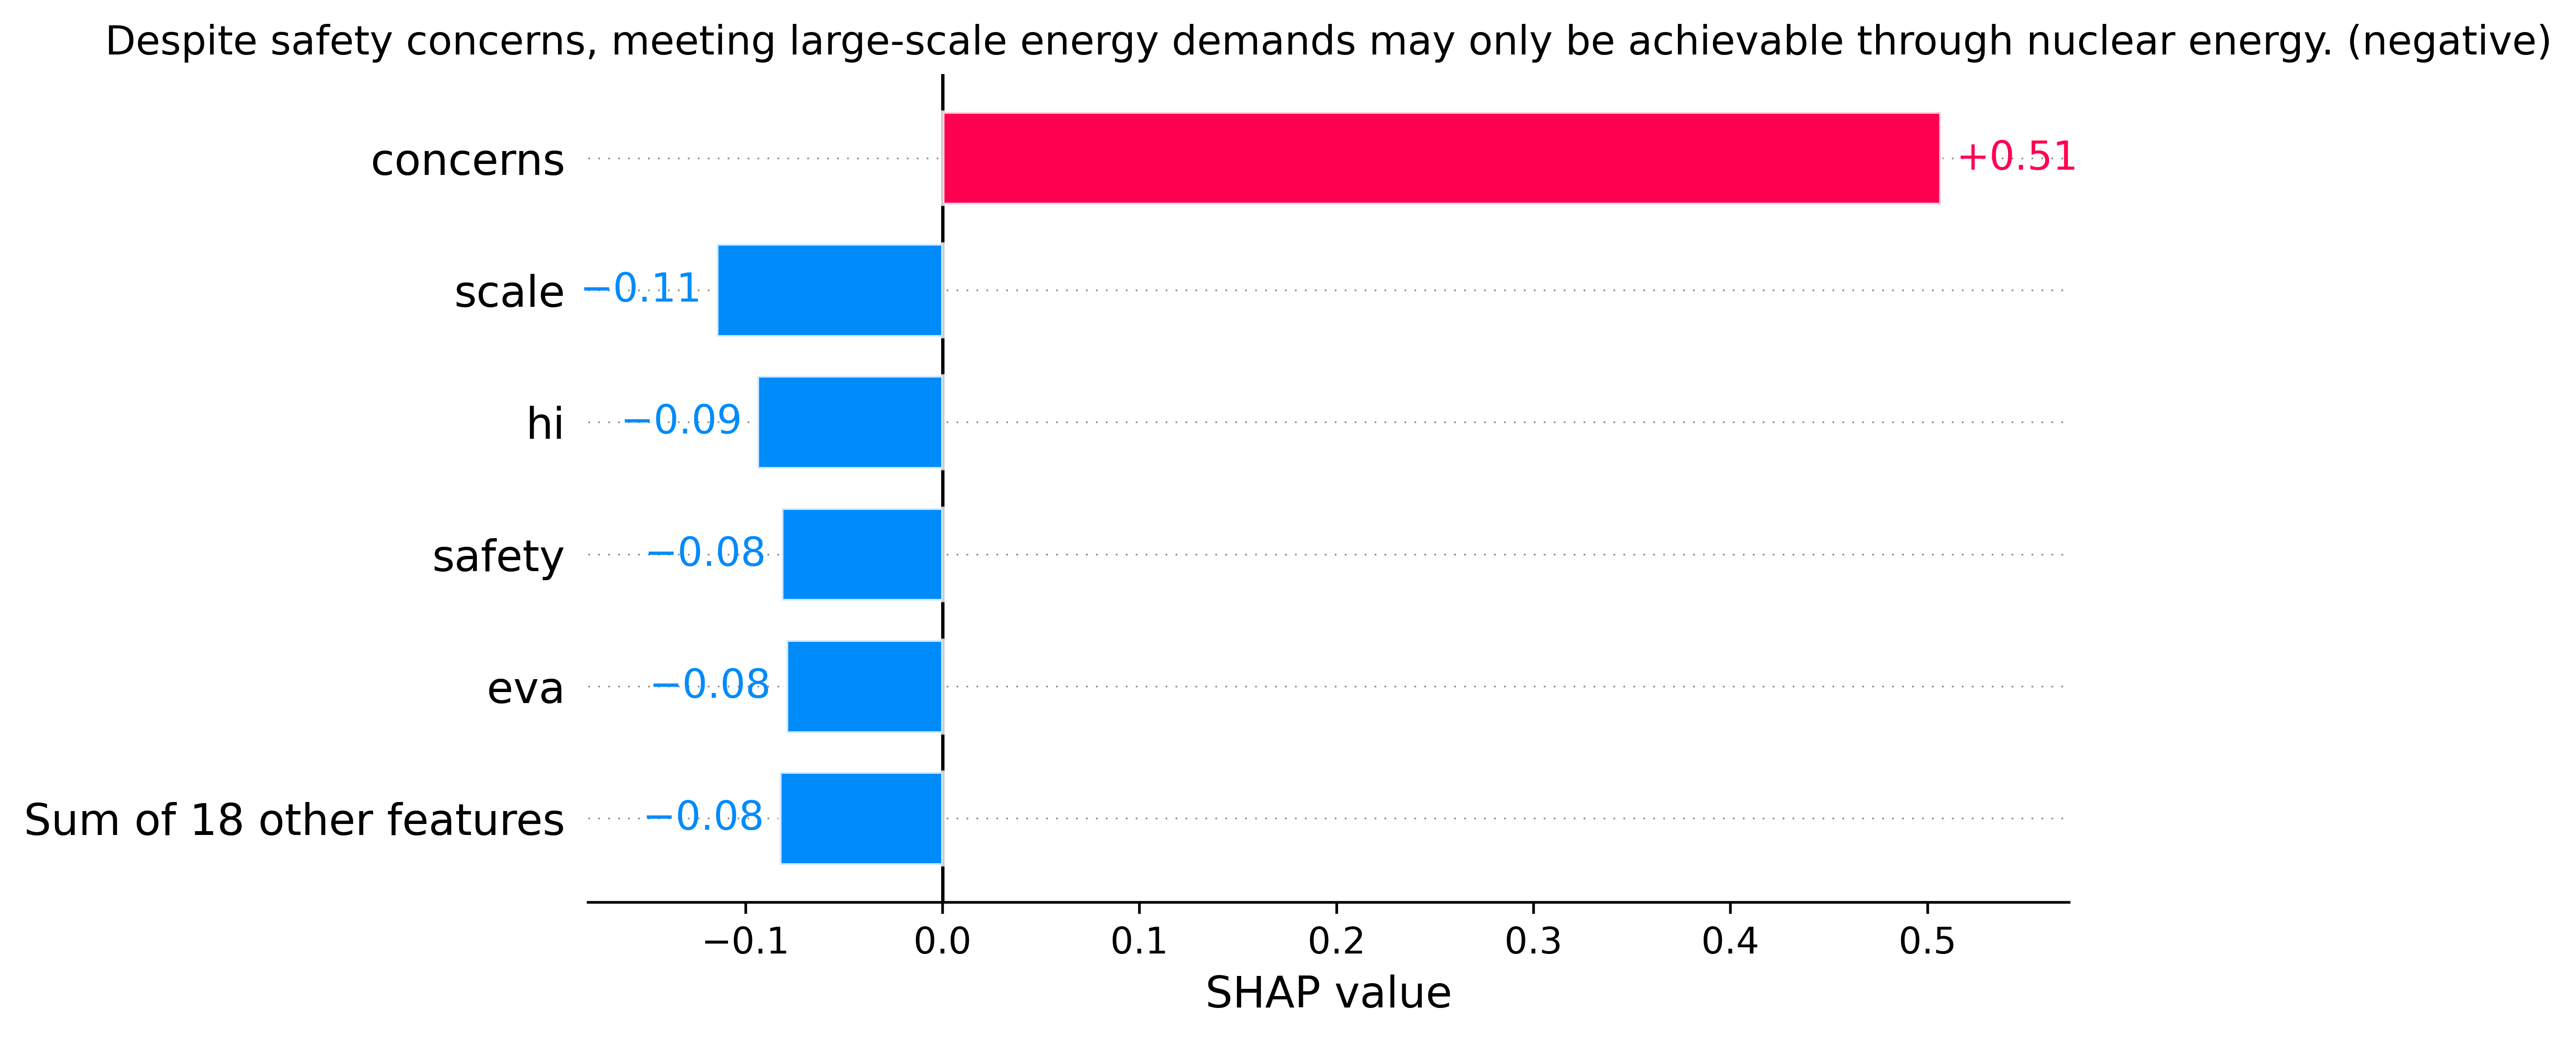 Despite safety concerns, meeting large-scale energy demands may only be achievable through nuclear energy. (negative)
concerns +0.51
scale −0.11
hi −0.09
safety −0.08
eva −0.08
Sum of 18 other features −0.08
−0.1 0.0 0.1 0.2 0.3 0.4 0.5
SHAP value